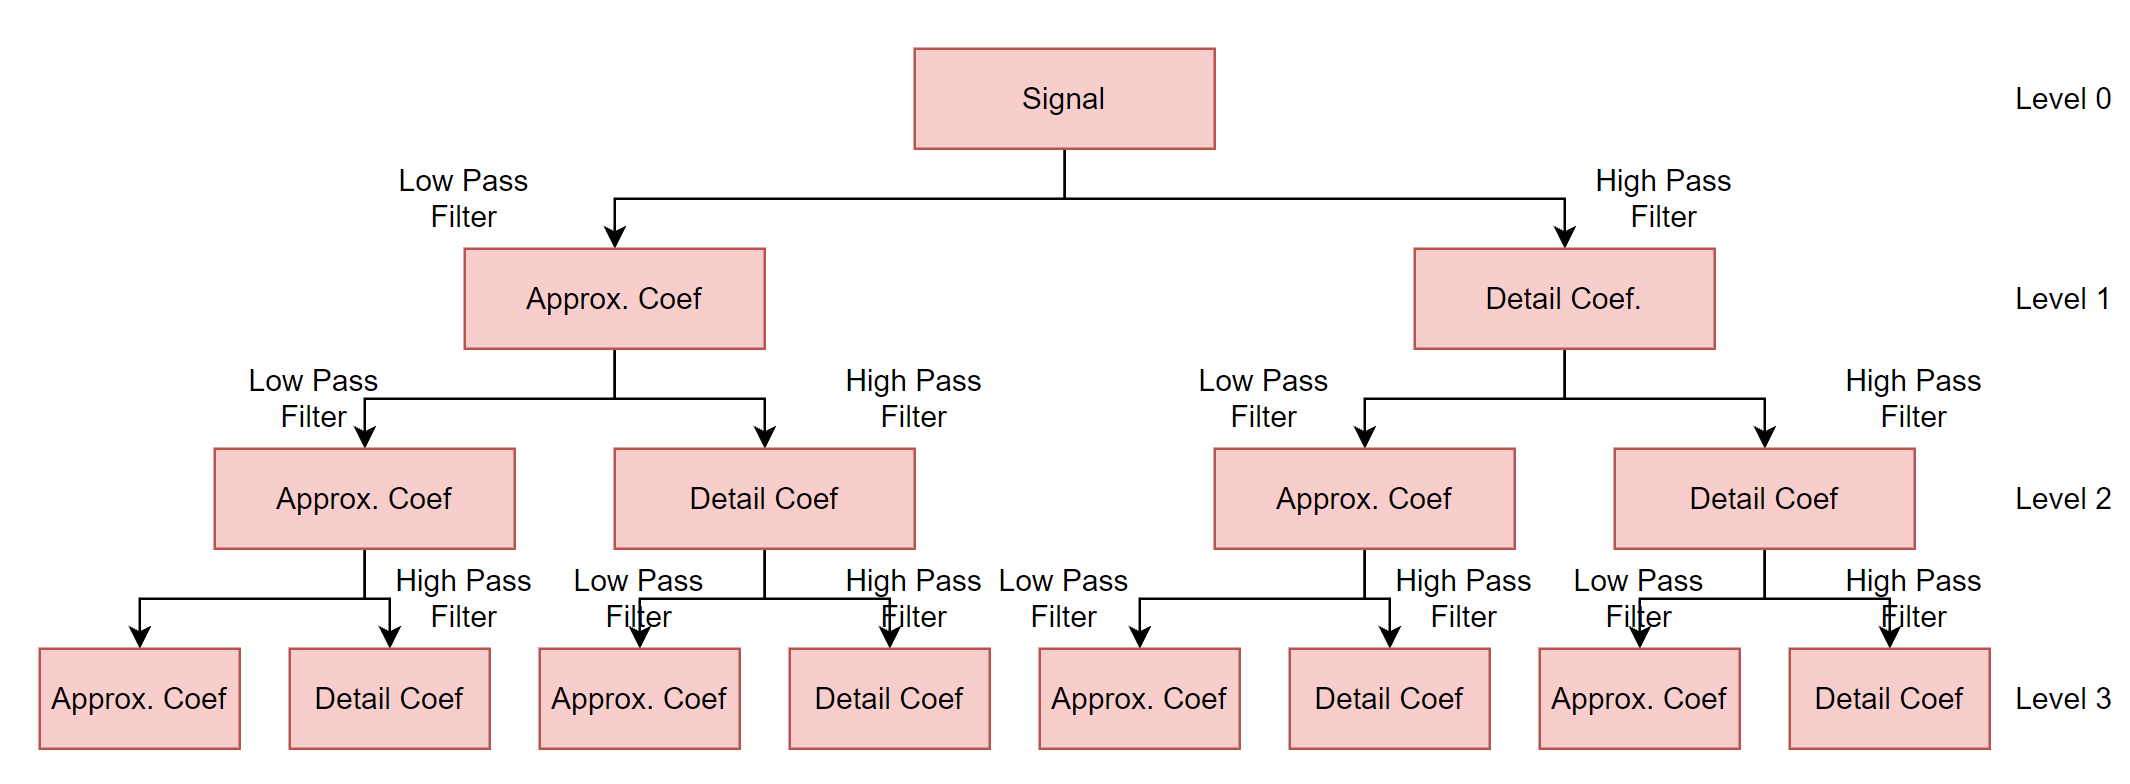 Signal
Level 0
Low Pass
Filter
High Pass
Filter
Approx. Coef
Detail Coef.
Level 1
Low Pass
Filter
High Pass
Filter
Low Pass
Filter
High Pass
Filter
Approx. Coef
Detail Coef
Approx. Coef
Detail Coef
Level 2
High Pass
Filter
Low Pass
Filter
High Pass
Filter
Low Pass
Filter
High Pass
Filter
Low Pass
Filter
High Pass
Filter
Approx. Coef
Detail Coef
Approx. Coef
Detail Coef
Approx. Coef
Detail Coef
Approx. Coef
Detail Coef
Level 3